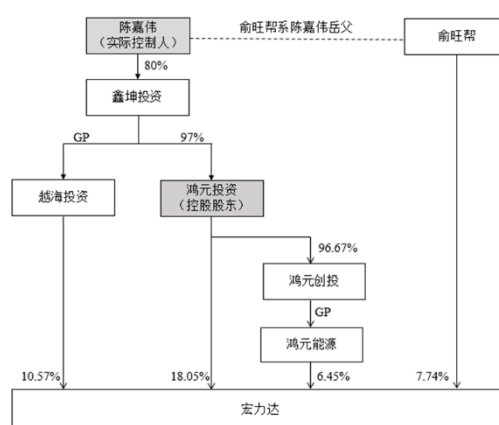 陈嘉伟
（实际控制人）
俞旺帮系陈嘉伟岳父
俞旺帮
80%
鑫坤投资
GP
97%
越海投资
鸿元投资
（控股股东）
96.67%
鸿元创投
GP
鸿元能源
10.57%
18.05%
6.45%
7.74%
宏力达